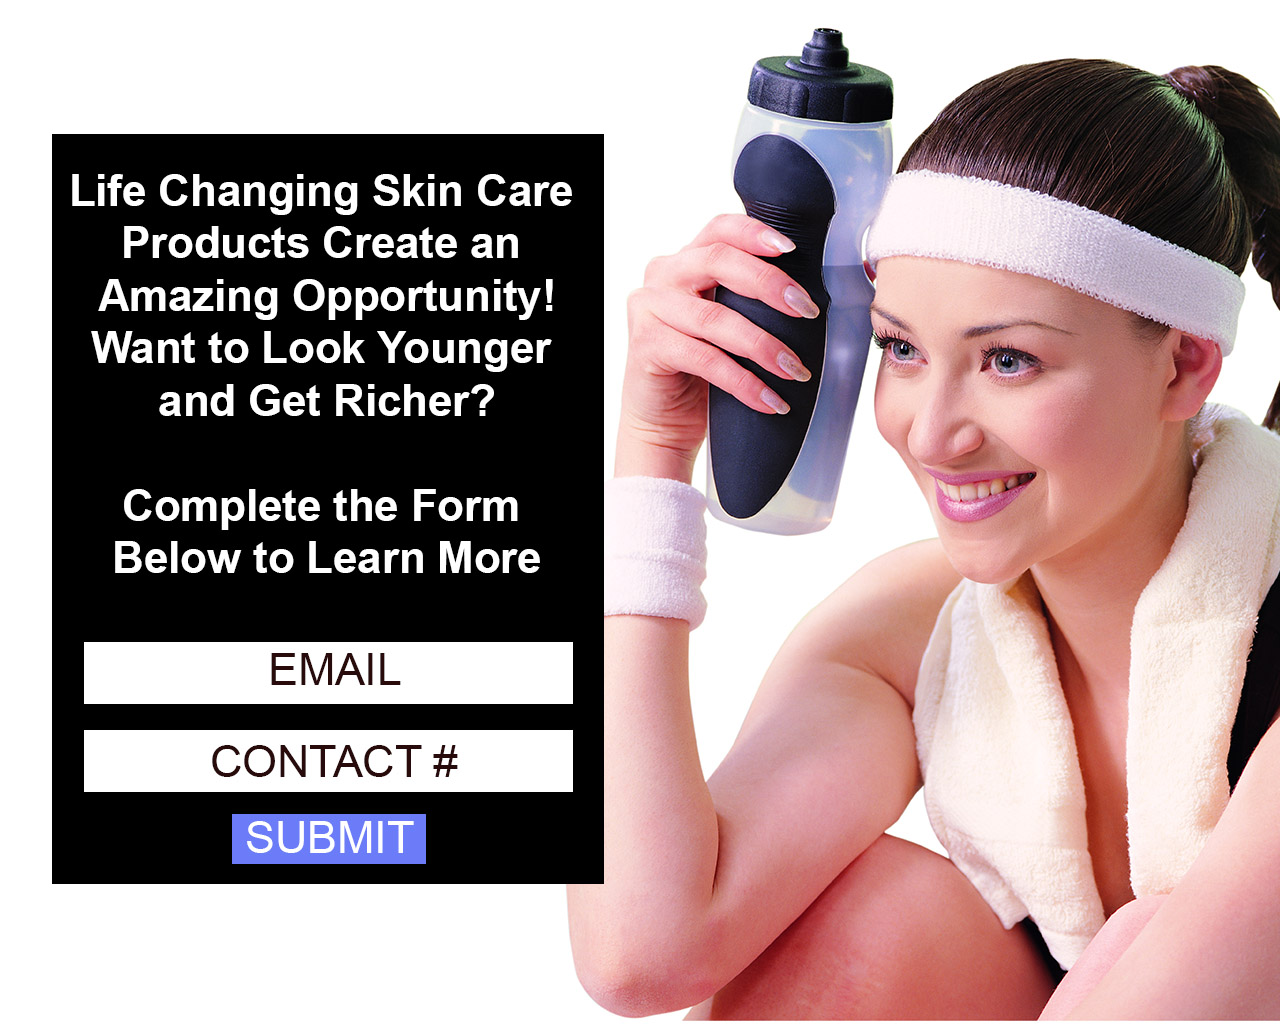 Life Changing Skin Care
Products Create an
Amazing Opportunity!
Want to Look Younger
and Get Richer?
Complete the Form
Below to Learn More
EMAIL
CONTACT #
SUBMIT